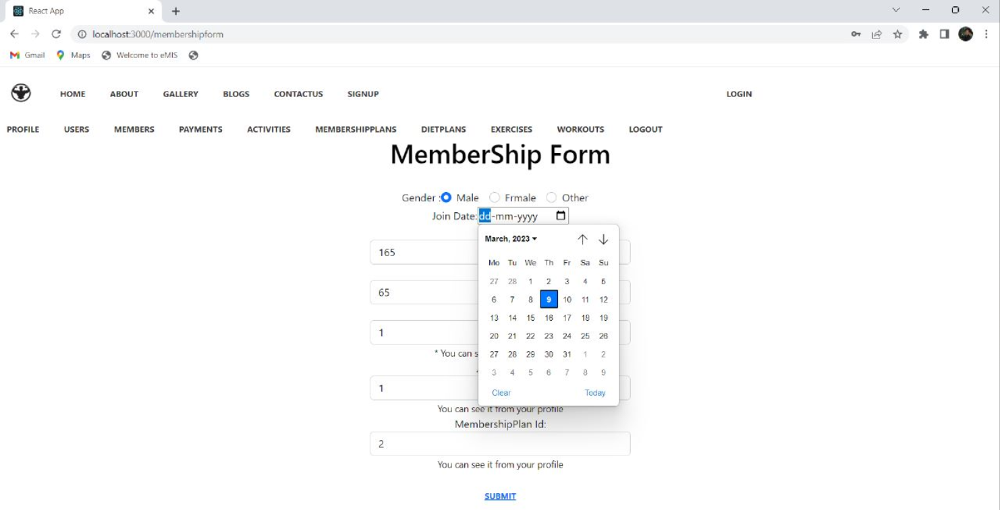 React App
localhost:3000/membershipform
Gmail Maps Welcome to eMIS
HOME ABOUT GALLERY BLOGS CONTACTUS SIGNUP LOGIN
PROFILE USERS MEMBERS PAYMENTS ACTIVITIES MEMBERSHIPPLANS DIETPLANS EXERCISES WORKOUTS LOGOUT
MemberShip Form
Gender : Male Frmale Other
Join Date: dd-mm-yyyy
March, 2023
165
Mo Tu We Th Fr Sa Su
27 28 1 2 3 4 5
65
6 7 8 9 10 11 12
13 14 15 16 17 18 19
1
20 21 22 23 24 25 26
* You can s
27 28 29 30 31 1 2
3 4 5 6 7 8 9
1
Clear Today
You can see it from your profile
MembershipPlan Id:
2
You can see it from your profile
SUBMIT